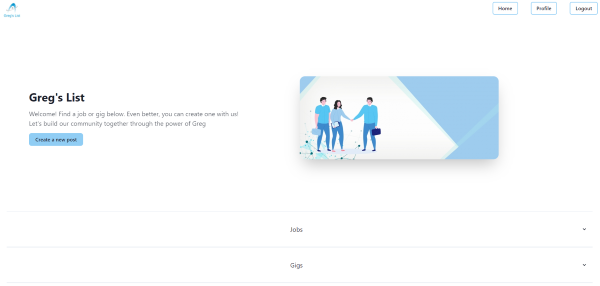 Greg's List
Home
Profile
Logout
Greg's List
Welcome! Find a job or gig below. Even better, you can create one with us!
Let's build our community together through the power of Greg
Create a new post
Jobs
Gigs